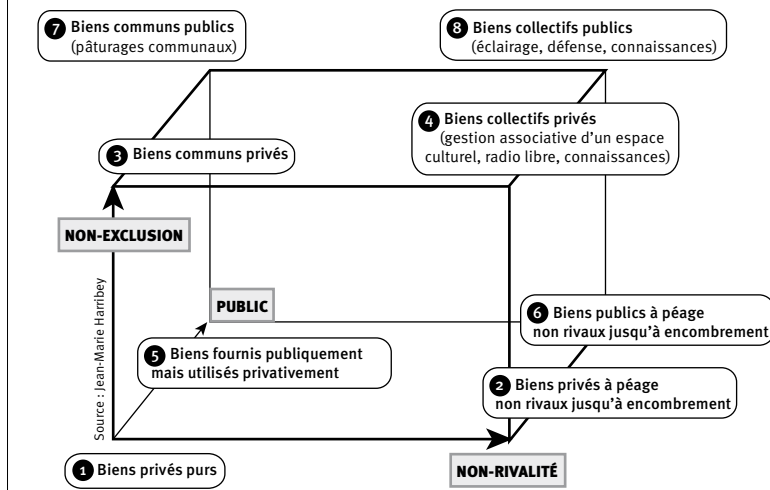 7 Biens communs publics
(pâturages communaux)
8 Biens collectifs publics
(éclairage, défense, connaissances)
4 Biens collectifs privés
(gestion associative d'un espace
culturel, radio libre, connaissances)
3 Biens communs privés
NON-EXCLUSION
PUBLIC
6 Biens publics à péage
non rivaux jusqu'à encombrement
5 Biens fournis publiquement
mais utilisés privativement
2 Biens privés à péage
non rivaux jusqu'à encombrement
Source : Jean-Marie Harribey
1 Biens privés purs
NON-RIVALITÉ